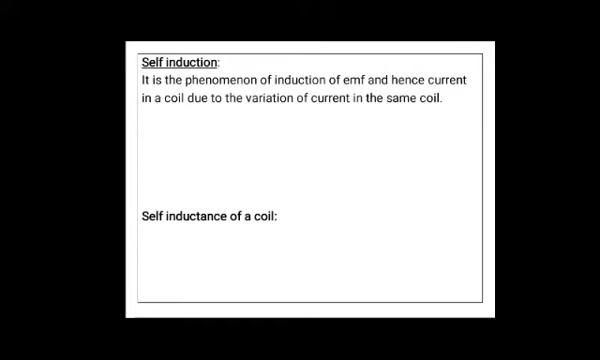 Self induction:
It is the phenomenon of induction of emf and hence current
in a coil due to the variation of current in the same coil.
Self inductance of a coil: